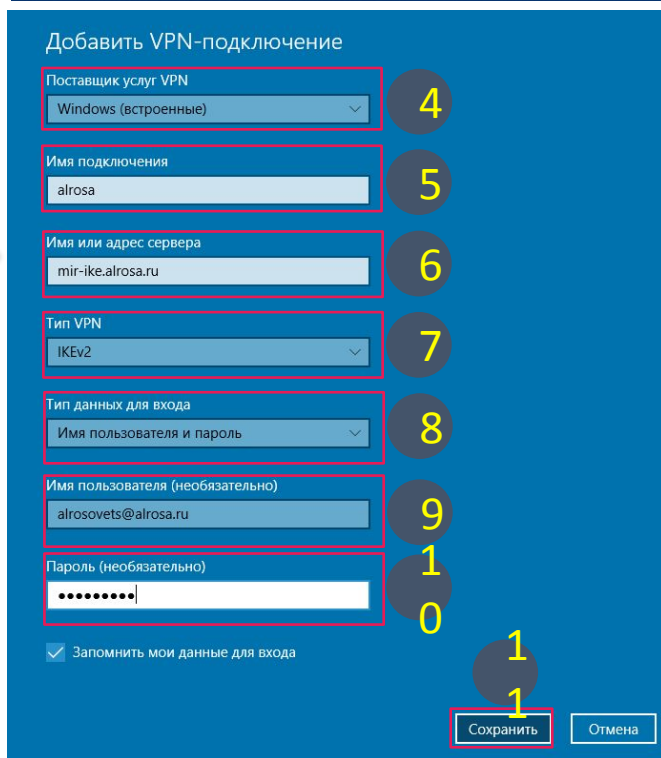 Добавить VPN-подключение
Поставщик услуг VPN
Windows (встроенные)
4
Имя подключения
alrosa
5
Имя или адрес сервера
mir-ike.alrosa.ru
6
Тип VPN
IKEv2
7
Тип данных для входа
Имя пользователя и пароль
8
Имя пользователя (необязательно)
alrosovets@alrosa.ru
9
Пароль (необязательно)
●●●●●●●●●
1
0
Запомнить мои данные для входа
1
1
Сохранить
Отмена